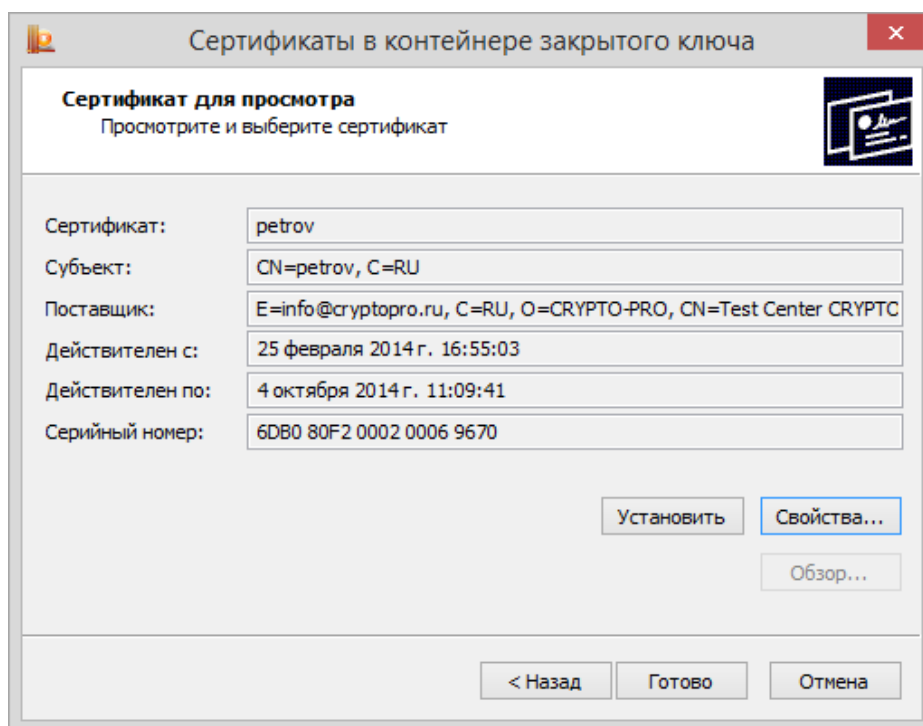 Сертификаты в контейнере закрытого ключа
Сертификат для просмотра
Просмотрите и выберите сертификат
Сертификат: petrov
Субъект: CN=petrov, C=RU
Поставщик: E=info@cryptopro.ru, C=RU, O=CRYPTO-PRO, CN=Test Center CRYPTO
Действителен с: 25 февраля 2014 г. 16:55:03
Действителен по: 4 октября 2014 г. 11:09:41
Серийный номер: 6DB0 80F2 0002 0006 9670
Установить Свойства...
Обзор...
< Назад Готово Отмена